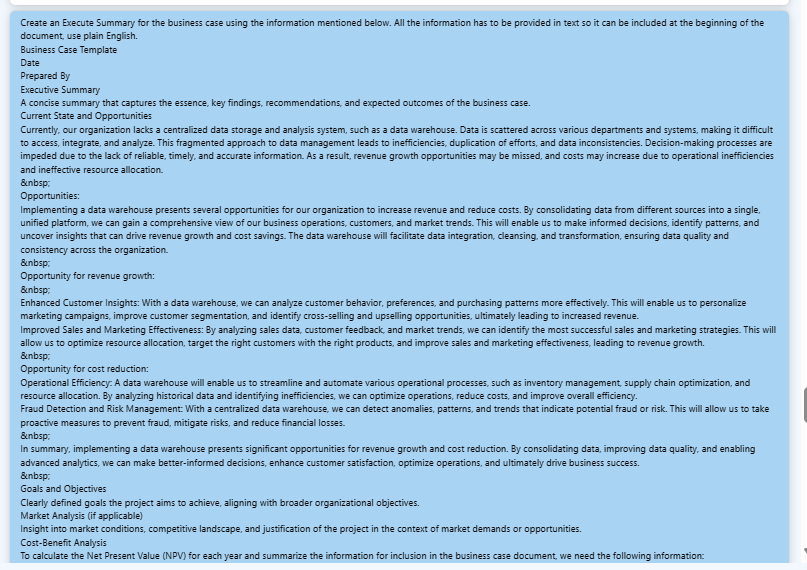 Create an Execute Summary for the business case using the information mentioned below. All the information has to be provided in text so it can be included at the beginning of the
document, use plain English.
Business Case Template
Date
Prepared By
Executive Summary
A concise summary that captures the essence, key findings, recommendations, and expected outcomes of the business case.
Current State and Opportunities
Currently, our organization lacks a centralized data storage and analysis system, such as a data warehouse. Data is scattered across various departments and systems, making it difficult
to access, integrate, and analyze. This fragmented approach to data management leads to inefficiencies, duplication of efforts, and data inconsistencies. Decision-making processes are
impeded due to the lack of reliable, timely, and accurate information. As a result, revenue growth opportunities may be missed, and costs may increase due to operational inefficiencies
and ineffective resource allocation.
&nbsp;
Opportunities:
Implementing a data warehouse presents several opportunities for our organization to increase revenue and reduce costs. By consolidating data from different sources into a single,
unified platform, we can gain a comprehensive view of our business operations, customers, and market trends. This will enable us to make informed decisions, identify patterns, and
uncover insights that can drive revenue growth and cost savings. The data warehouse will facilitate data integration, cleansing, and transformation, ensuring data quality and
consistency across the organization.
&nbsp;
Opportunity for revenue growth:
&nbsp;
Enhanced Customer Insights: With a data warehouse, we can analyze customer behavior, preferences, and purchasing patterns more effectively. This will enable us to personalize
marketing campaigns, improve customer segmentation, and identify cross-selling and upselling opportunities, ultimately leading to increased revenue.
Improved Sales and Marketing Effectiveness: By analyzing sales data, customer feedback, and market trends, we can identify the most successful sales and marketing strategies. This will
allow us to optimize resource allocation, target the right customers with the right products, and improve sales and marketing effectiveness, leading to revenue growth.
&nbsp;
Opportunity for cost reduction:
Operational Efficiency: A data warehouse will enable us to streamline and automate various operational processes, such as inventory management, supply chain optimization, and
resource allocation. By analyzing historical data and identifying inefficiencies, we can optimize operations, reduce costs, and improve overall efficiency.
Fraud Detection and Risk Management: With a centralized data warehouse, we can detect anomalies, patterns, and trends that indicate potential fraud or risk. This will allow us to take
proactive measures to prevent fraud, mitigate risks, and reduce financial losses.
&nbsp;
In summary, implementing a data warehouse presents significant opportunities for revenue growth and cost reduction. By consolidating data, improving data quality, and enabling
advanced analytics, we can make better-informed decisions, enhance customer satisfaction, optimize operations, and ultimately drive business success.
&nbsp;
Goals and Objectives
Clearly defined goals the project aims to achieve, aligning with broader organizational objectives.
Market Analysis (if applicable)
Insight into market conditions, competitive landscape, and justification of the project in the context of market demands or opportunities.
Cost-Benefit Analysis
To calculate the Net Present Value (NPV) for each year and summarize the information for inclusion in the business case document, we need the following information: